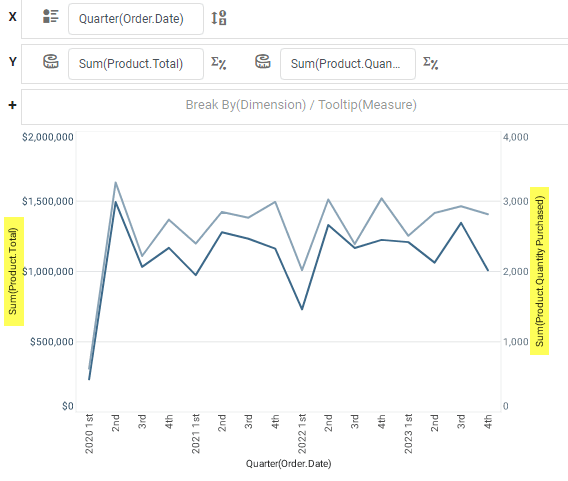 X
Quarter(Order.Date)
Y
Sum(Product.Total)
Sum(Product.Quan...
+
Break By(Dimension) / Tooltip(Measure)
$2,000,000
$1,500,000
$1,000,000
$500,000
$0
Sum(Product.Total)
4,000
3,000
2,000
1,000
0
Sum(Product.Quantity Purchased)
2020 1st
2nd
3rd
4th
2021 1st
2nd
3rd
4th
2022 1st
2nd
3rd
4th
2023 1st
2nd
3rd
4th
Quarter(Order.Date)